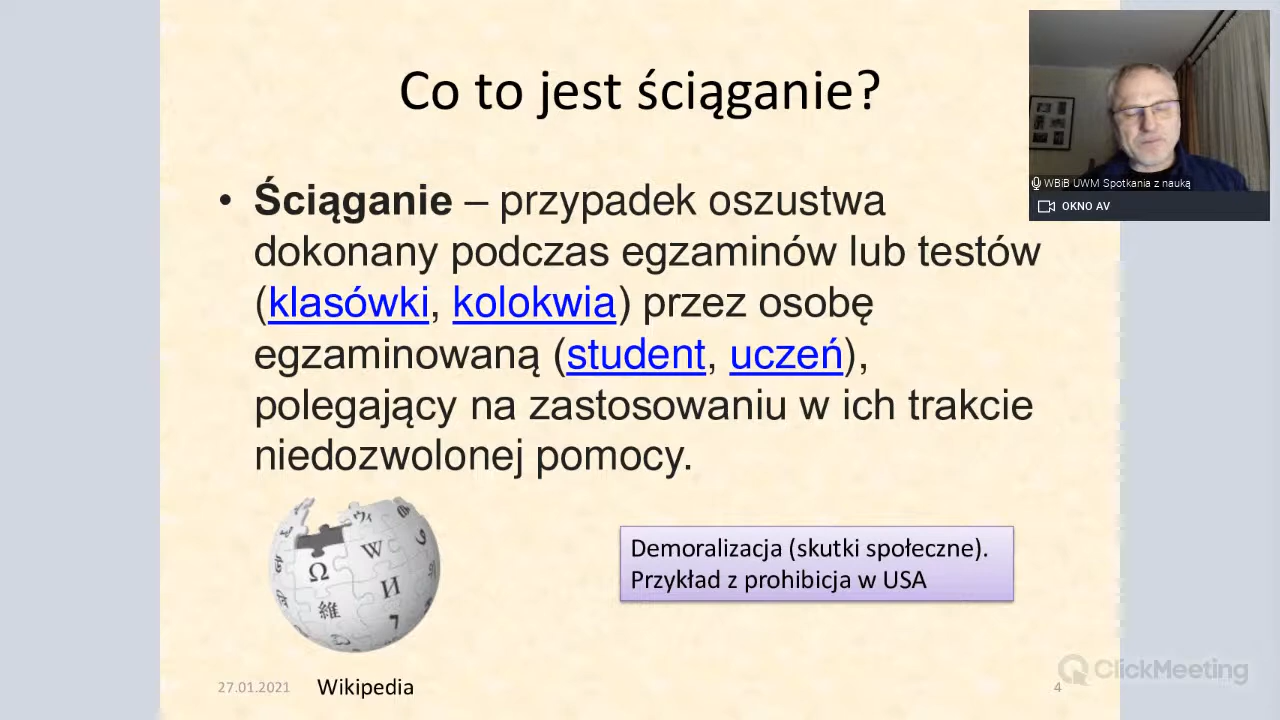 Co to jest ściąganie?
• Ściąganie – przypadek oszustwa
dokonany podczas egzaminów lub testów
(klasówki, kolokwia) przez osobę
egzaminowaną (student, uczeń),
polegający na zastosowaniu w ich trakcie
niedozwolonej pomocy.
WBiB UWM Spotkania z nauką
OKNO AV
Ω
W
И
維
Demoralizacja (skutki społeczne).
Przykład z prohibicja w USA
27.01.2021
Wikipedia
4
ClickMeeting